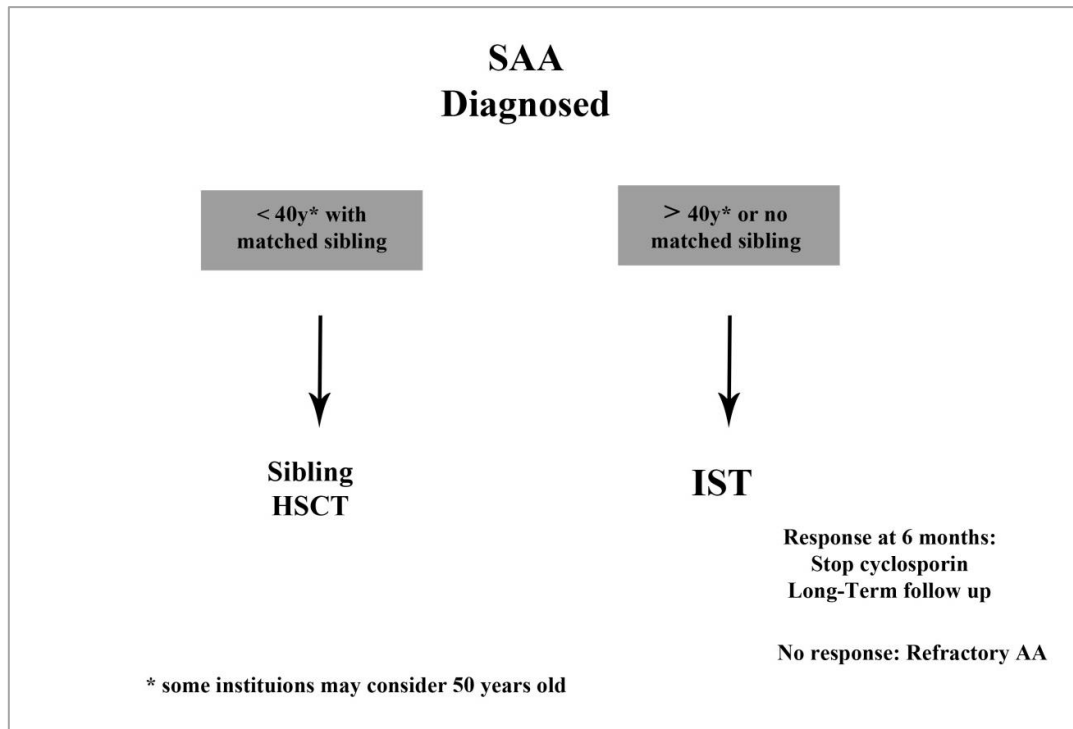 SAA
Diagnosed
< 40y* with
matched sibling
> 40y* or no
matched sibling
Sibling
HSCT
IST
Response at 6 months:
Stop cyclosporin
Long-Term follow up
No response: Refractory AA
* some instituions may consider 50 years old